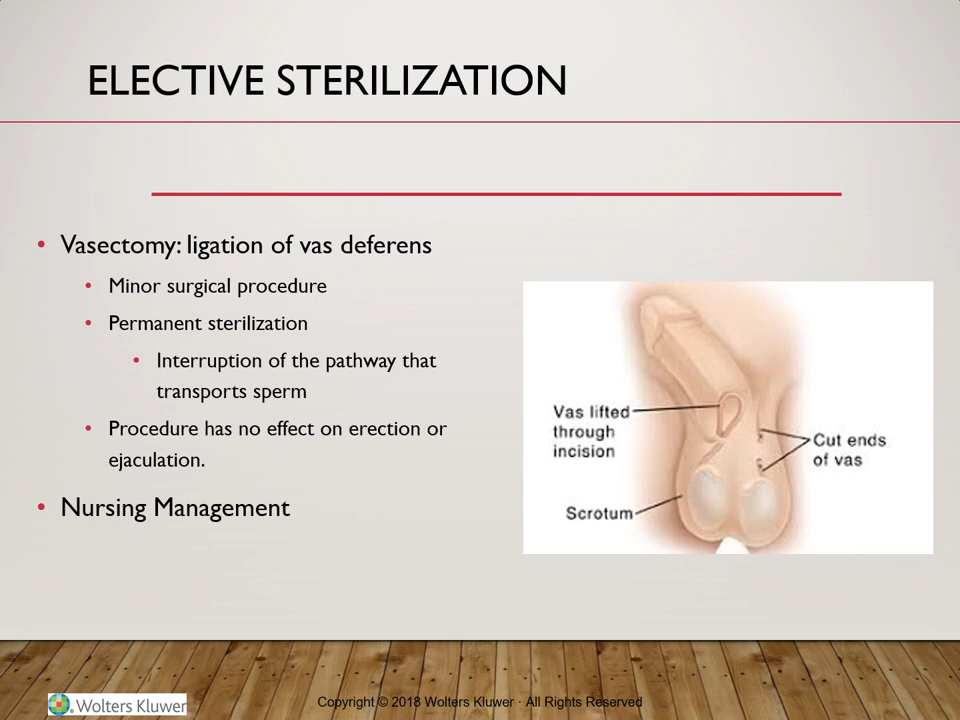 ELECTIVE STERILIZATION
• Vasectomy: ligation of vas deferens
• Minor surgical procedure
• Permanent sterilization
• Interruption of the pathway that
transports sperm
• Procedure has no effect on erection or
ejaculation.
• Nursing Management
Vas lifted
through
incision
Cut ends
of vas
Scrotum
Wolters Kluwer
Copyright © 2018 Wolters Kluwer · All Rights Reserved